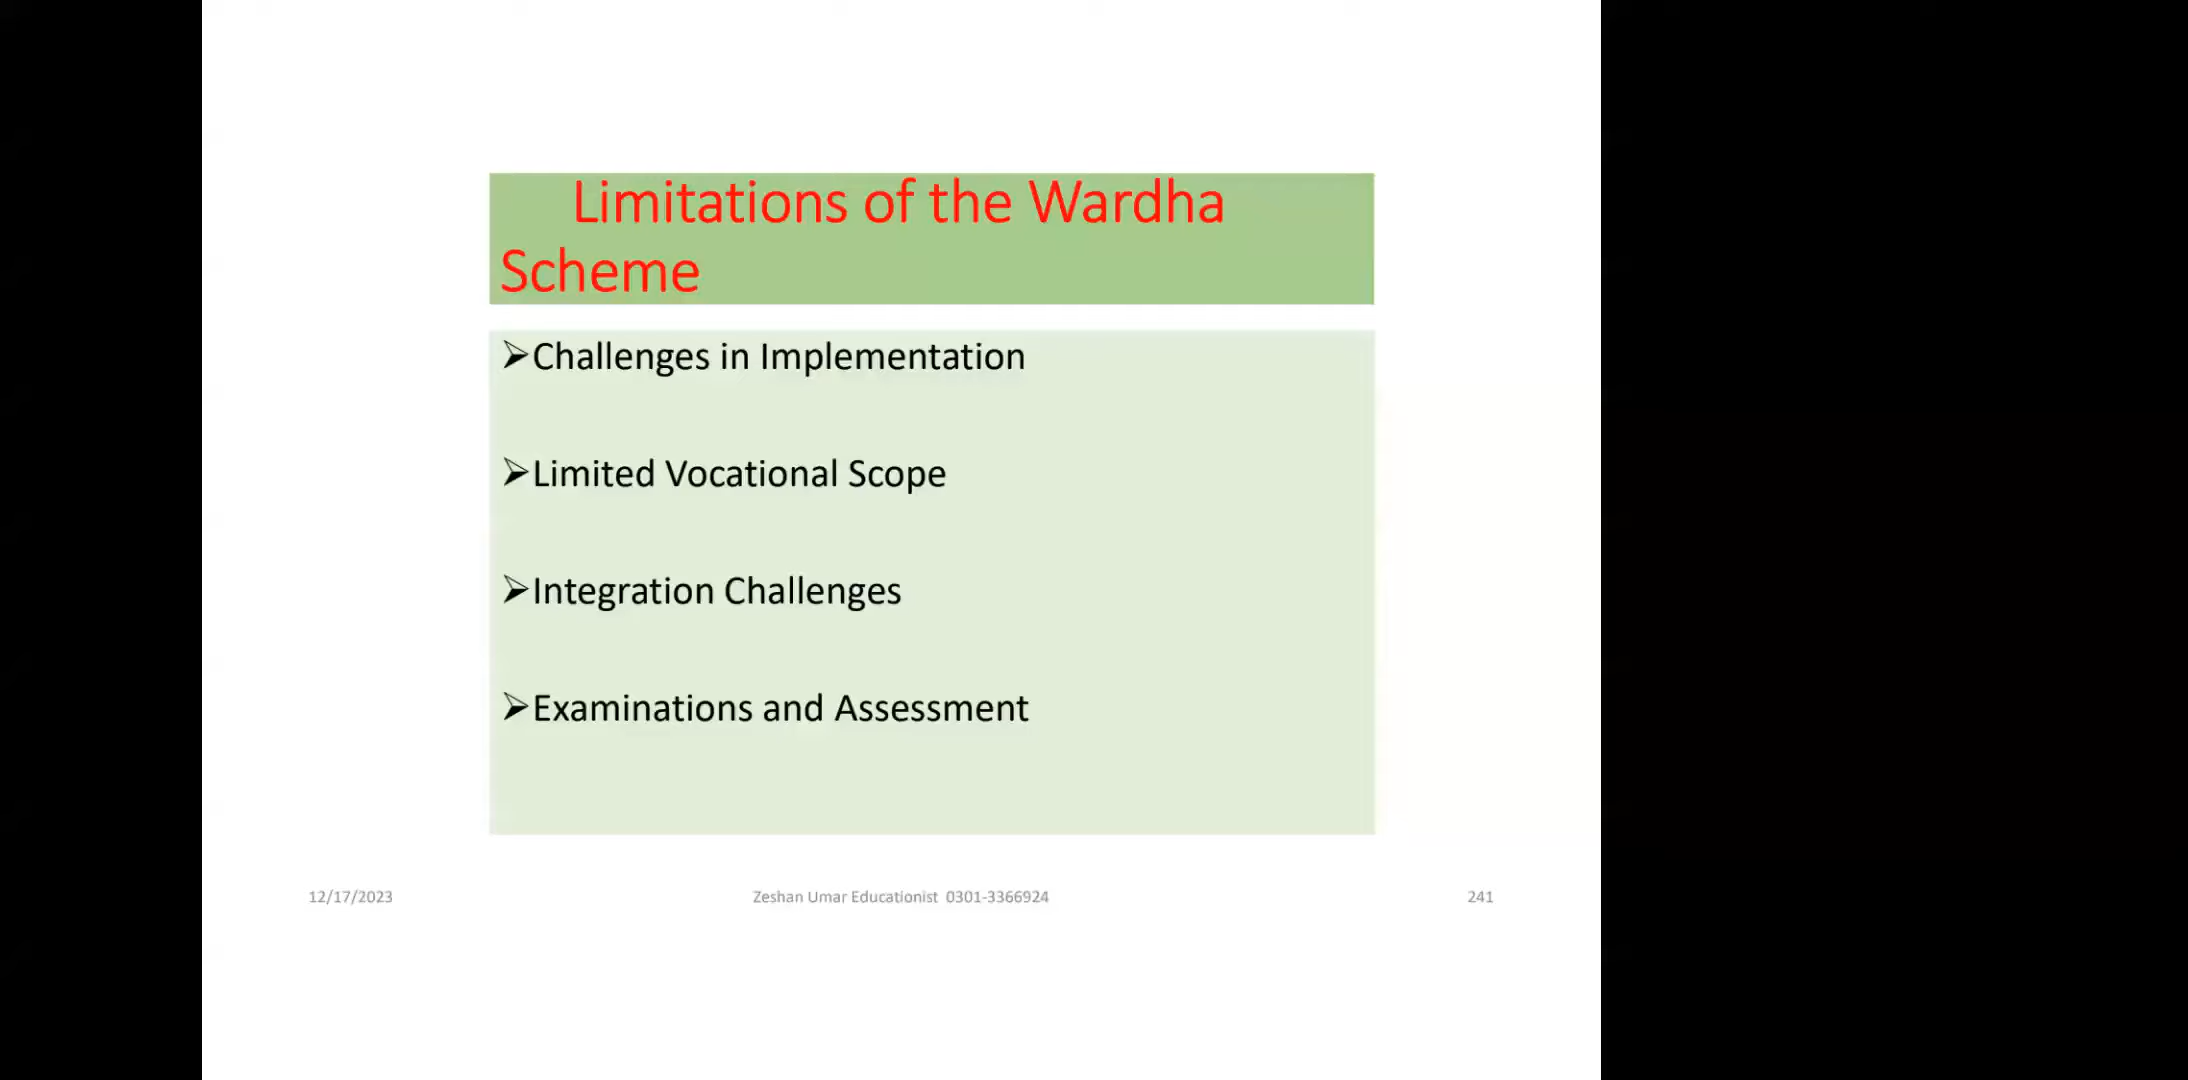 Limitations of the Wardha
Scheme
➢Challenges in Implementation
➢Limited Vocational Scope
➢Integration Challenges
➢Examinations and Assessment
12/17/2023 Zeshan Umar Educationist 0301-3366924 241